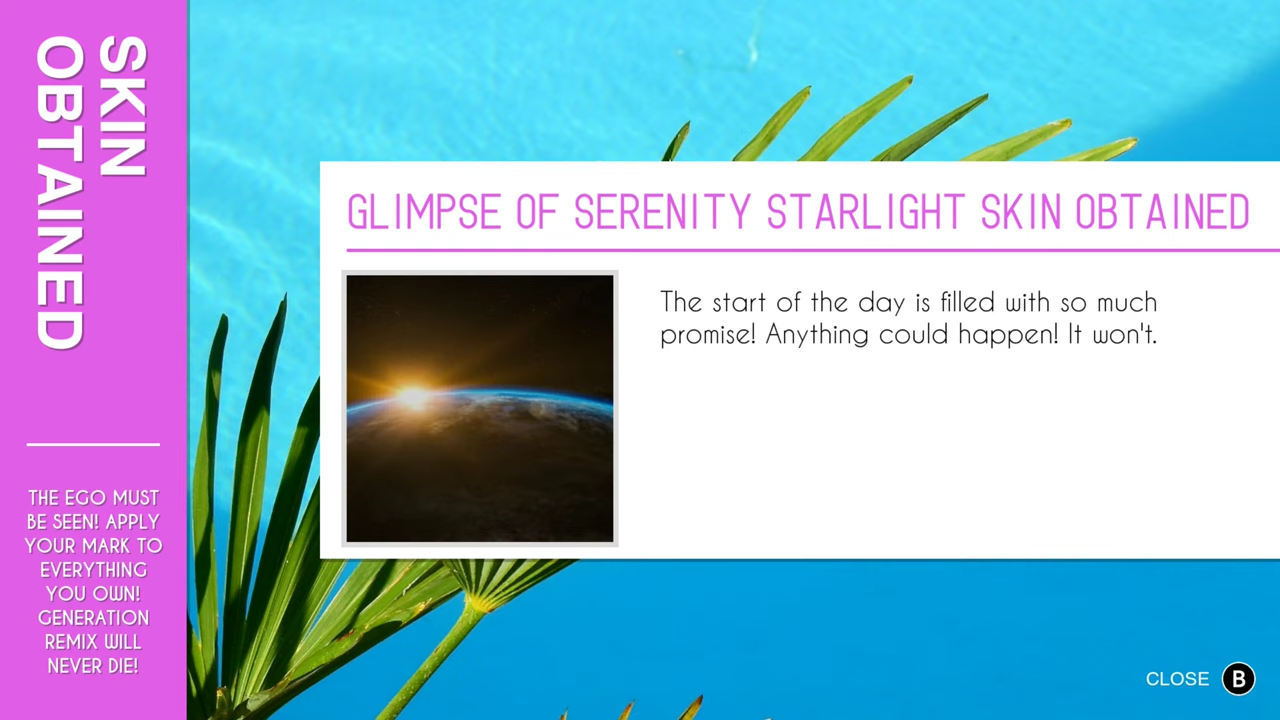 SKIN
OBTAINED
THE EGO MUST
BE SEEN! APPLY
YOUR MARK TO
EVERYTHING
YOU OWN!
GENERATION
REMIX WILL
NEVER DIE!
GLIMPSE OF SERENITY STARLIGHT SKIN OBTAINED
The start of the day is filled with so much
promise! Anything could happen! It won't.
CLOSE B